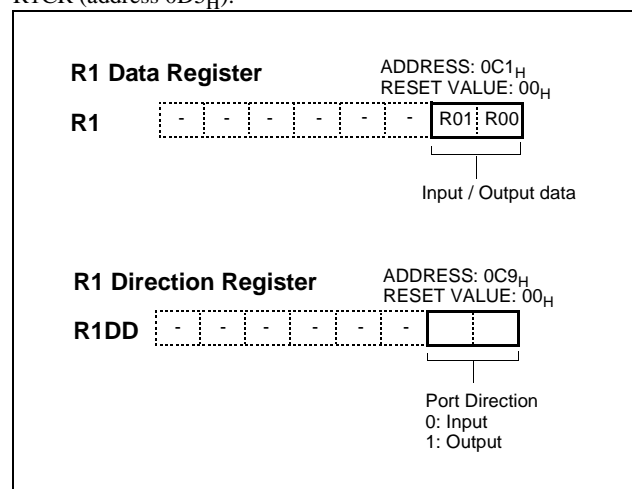 R1CR (address 0D3H).
R1 Data Register
ADDRESS: 0C1H
RESET VALUE: 00H
R1 - - - - - - R01 R00
Input / Output data
R1 Direction Register
ADDRESS: 0C9H
RESET VALUE: 00H
R1DD - - - - - -
Port Direction
0: Input
1: Output